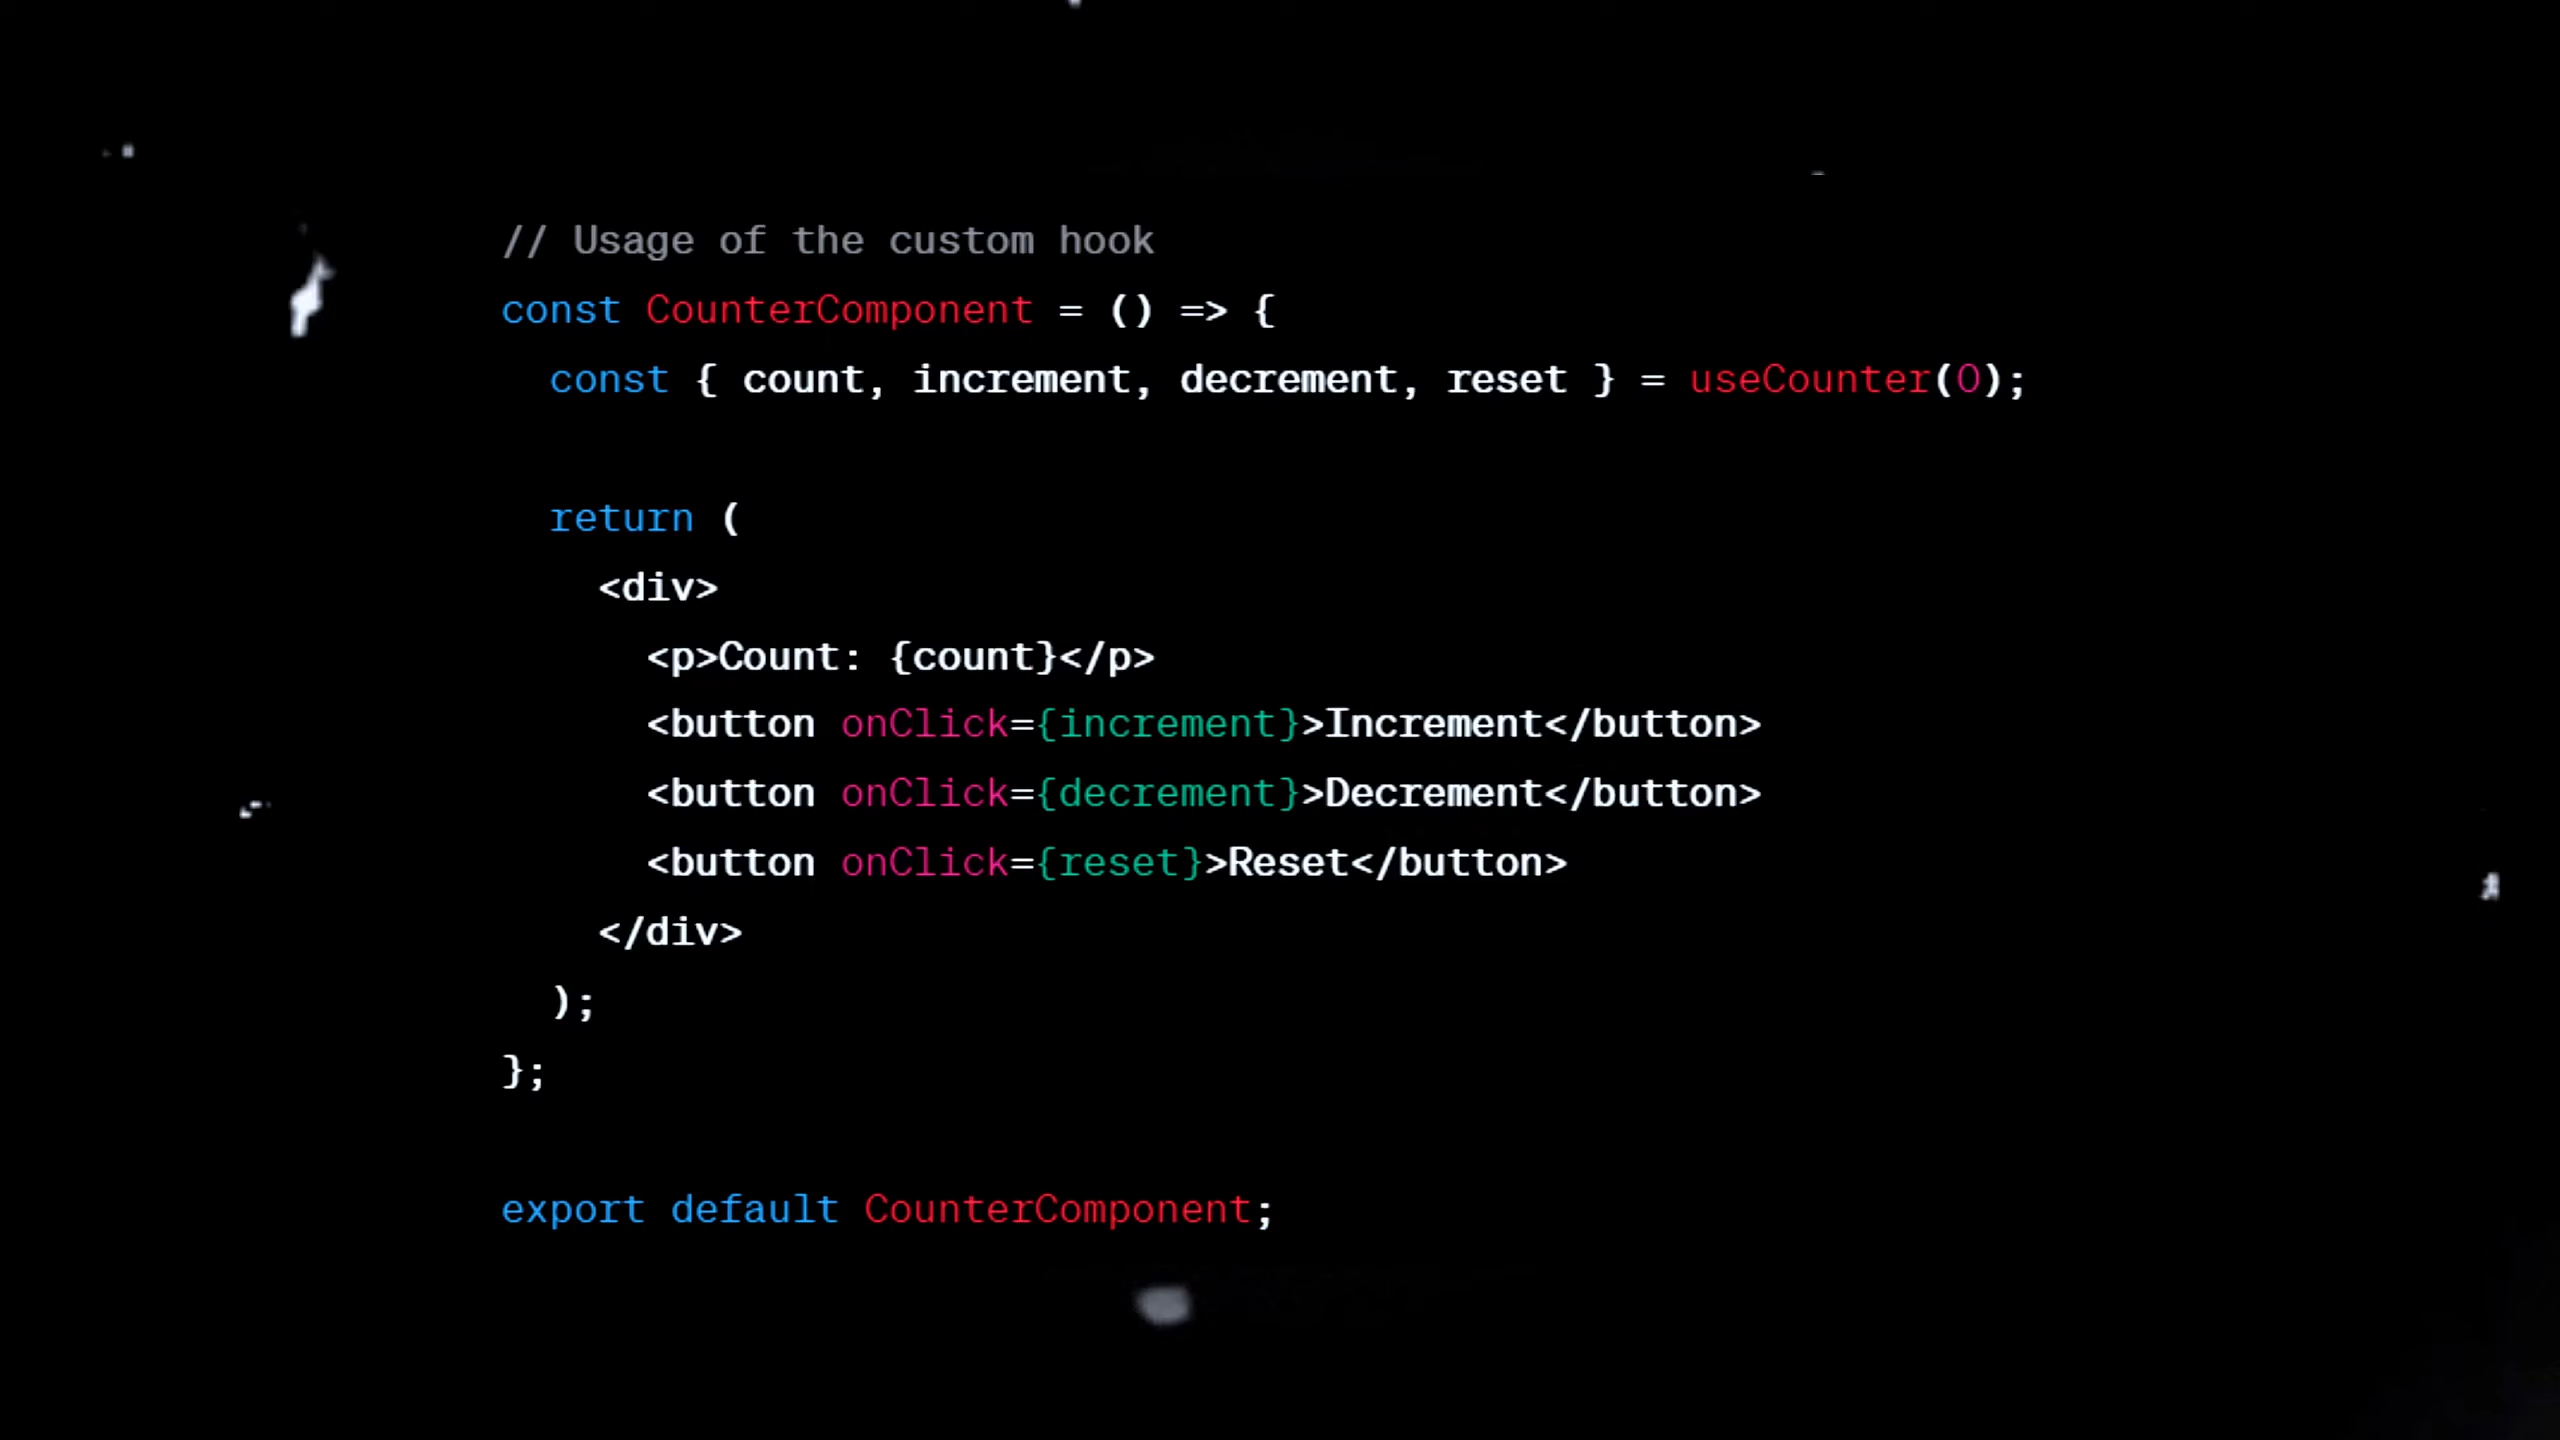 // Usage of the custom hook
const CounterComponent = () => {
  const { count, increment, decrement, reset } = useCounter(0);

  return (
    <div>
      <p>Count: {count}</p>
      <button onClick={increment}>Increment</button>
      <button onClick={decrement}>Decrement</button>
      <button onClick={reset}>Reset</button>
    </div>
  );
};

export default CounterComponent;